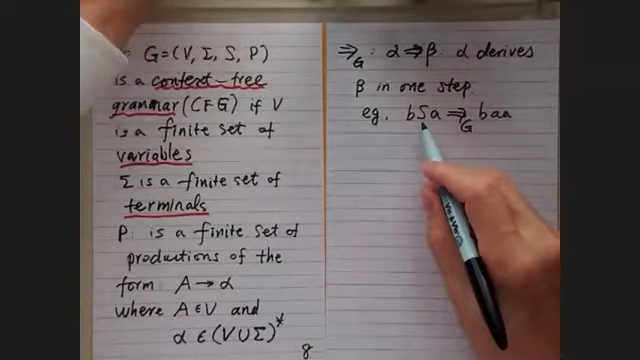 G=(V, Σ, S, P)
is a context-free
grammar (CFG) if V
is a finite set of
variables
Σ is a finite set of
terminals
P is a finite set of
productions of the
form A → α
where A ∈ V and
α ∈ (V ∪ Σ)*
8
⇒G : α ⇒ β. α derives
β in one step.
eg. bSa ⇒G baa